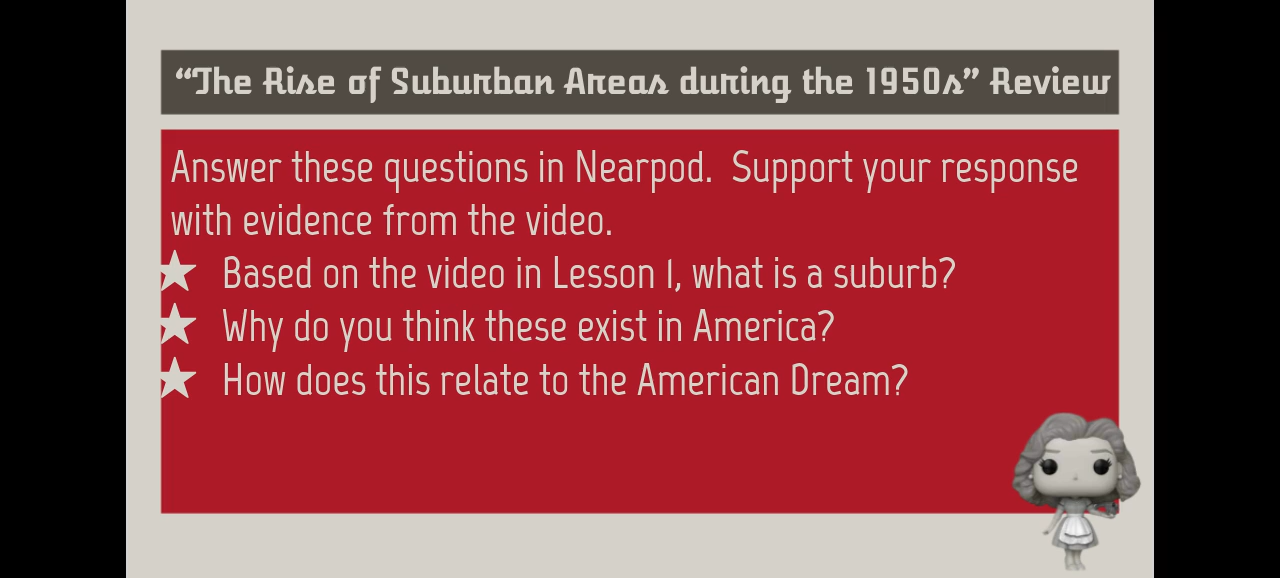 “The Rise of Suburban Areas during the 1950s” Review
Answer these questions in Nearpod.  Support your response
with evidence from the video.
★ Based on the video in Lesson 1, what is a suburb?
★ Why do you think these exist in America?
★ How does this relate to the American Dream?